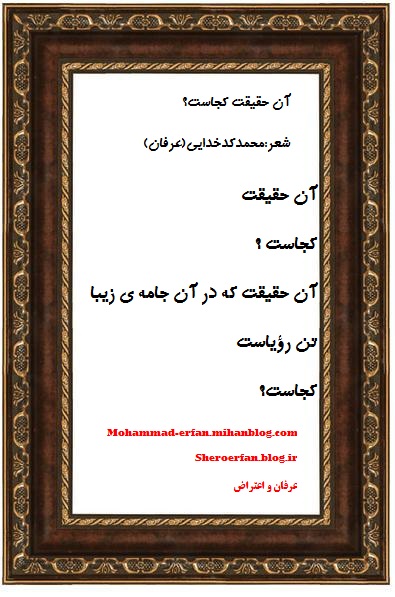 آن حقیقت کجاست؟
شعر:محمدکدخدایی(عرفان)
آن حقیقت
کجاست ؟
آن حقیقت که در آن جامه ی زیبا
تن رؤیاست
کجاست؟
Mohammad-erfan.mihanblog.com
Sheroerfan.blog.ir
عرفان و اعتراض